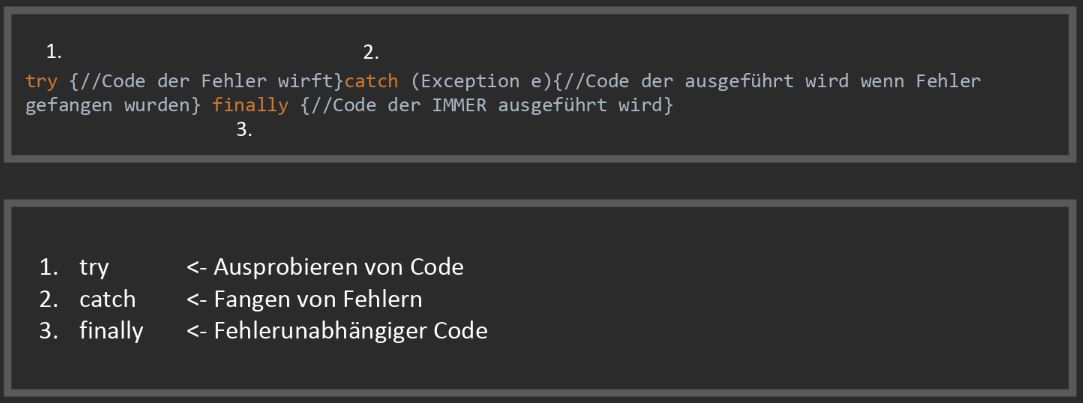 1. 2.
try {//Code der Fehler wirft}catch (Exception e){//Code der ausgeführt wird wenn Fehler
gefangen wurden} finally {//Code der IMMER ausgeführt wird}
3.
1. try <- Ausprobieren von Code
2. catch <- Fangen von Fehlern
3. finally <- Fehlerunabhängiger Code